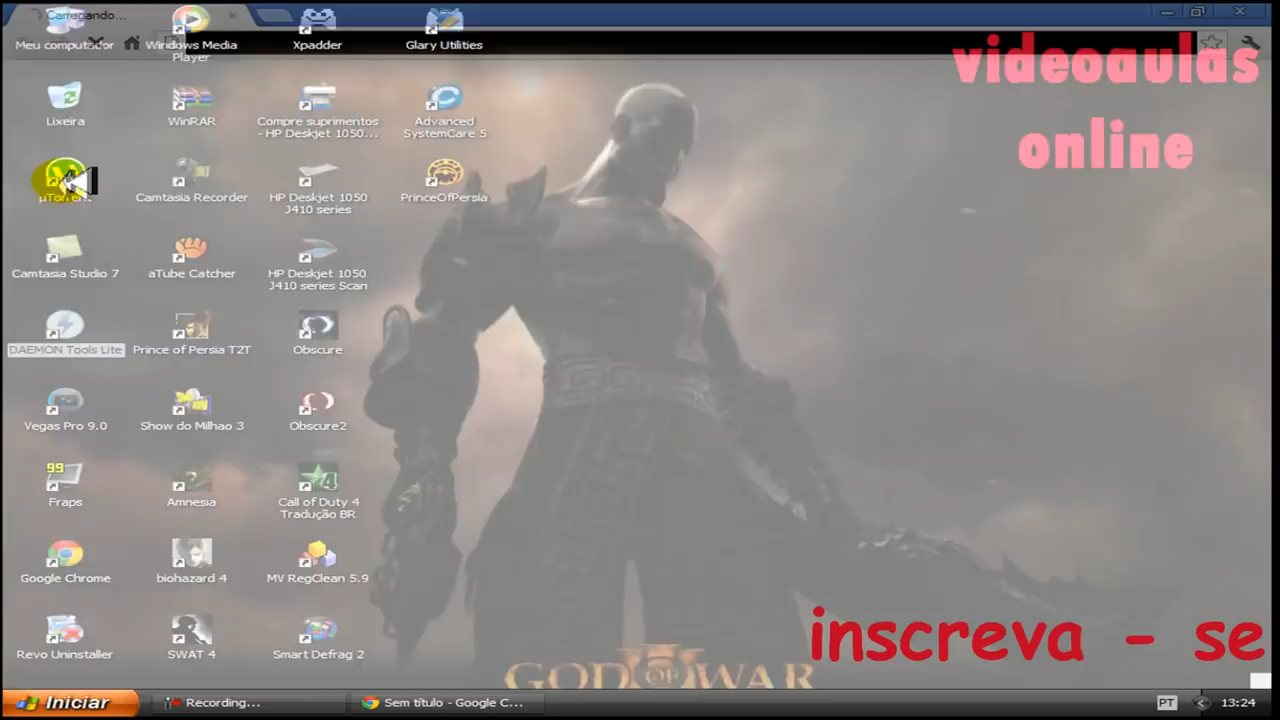 Carregando...
Meu computador
Windows Media
Player
Xpadder
Glary Utilities
videoaulas
online
Lixeira
WinRAR
Compre suprimentos
- HP Deskjet 1050...
Advanced
SystemCare 5
µTorrent
Camtasia Recorder
HP Deskjet 1050
J410 series
PrinceOfPersia
Camtasia Studio 7
aTube Catcher
HP Deskjet 1050
J410 series Scan
DAEMON Tools Lite
Prince of Persia T2T
Obscure
Vegas Pro 9.0
Show do Milhao 3
Obscure2
99
Fraps
Amnesia
4
Call of Duty 4
Tradução BR
Google Chrome
biohazard 4
MV RegClean 5.9
Revo Uninstaller
SWAT 4
Smart Defrag 2
inscreva - se
GOD OF WAR
III
Iniciar
Recording...
Sem título - Google C...
PT
13:24